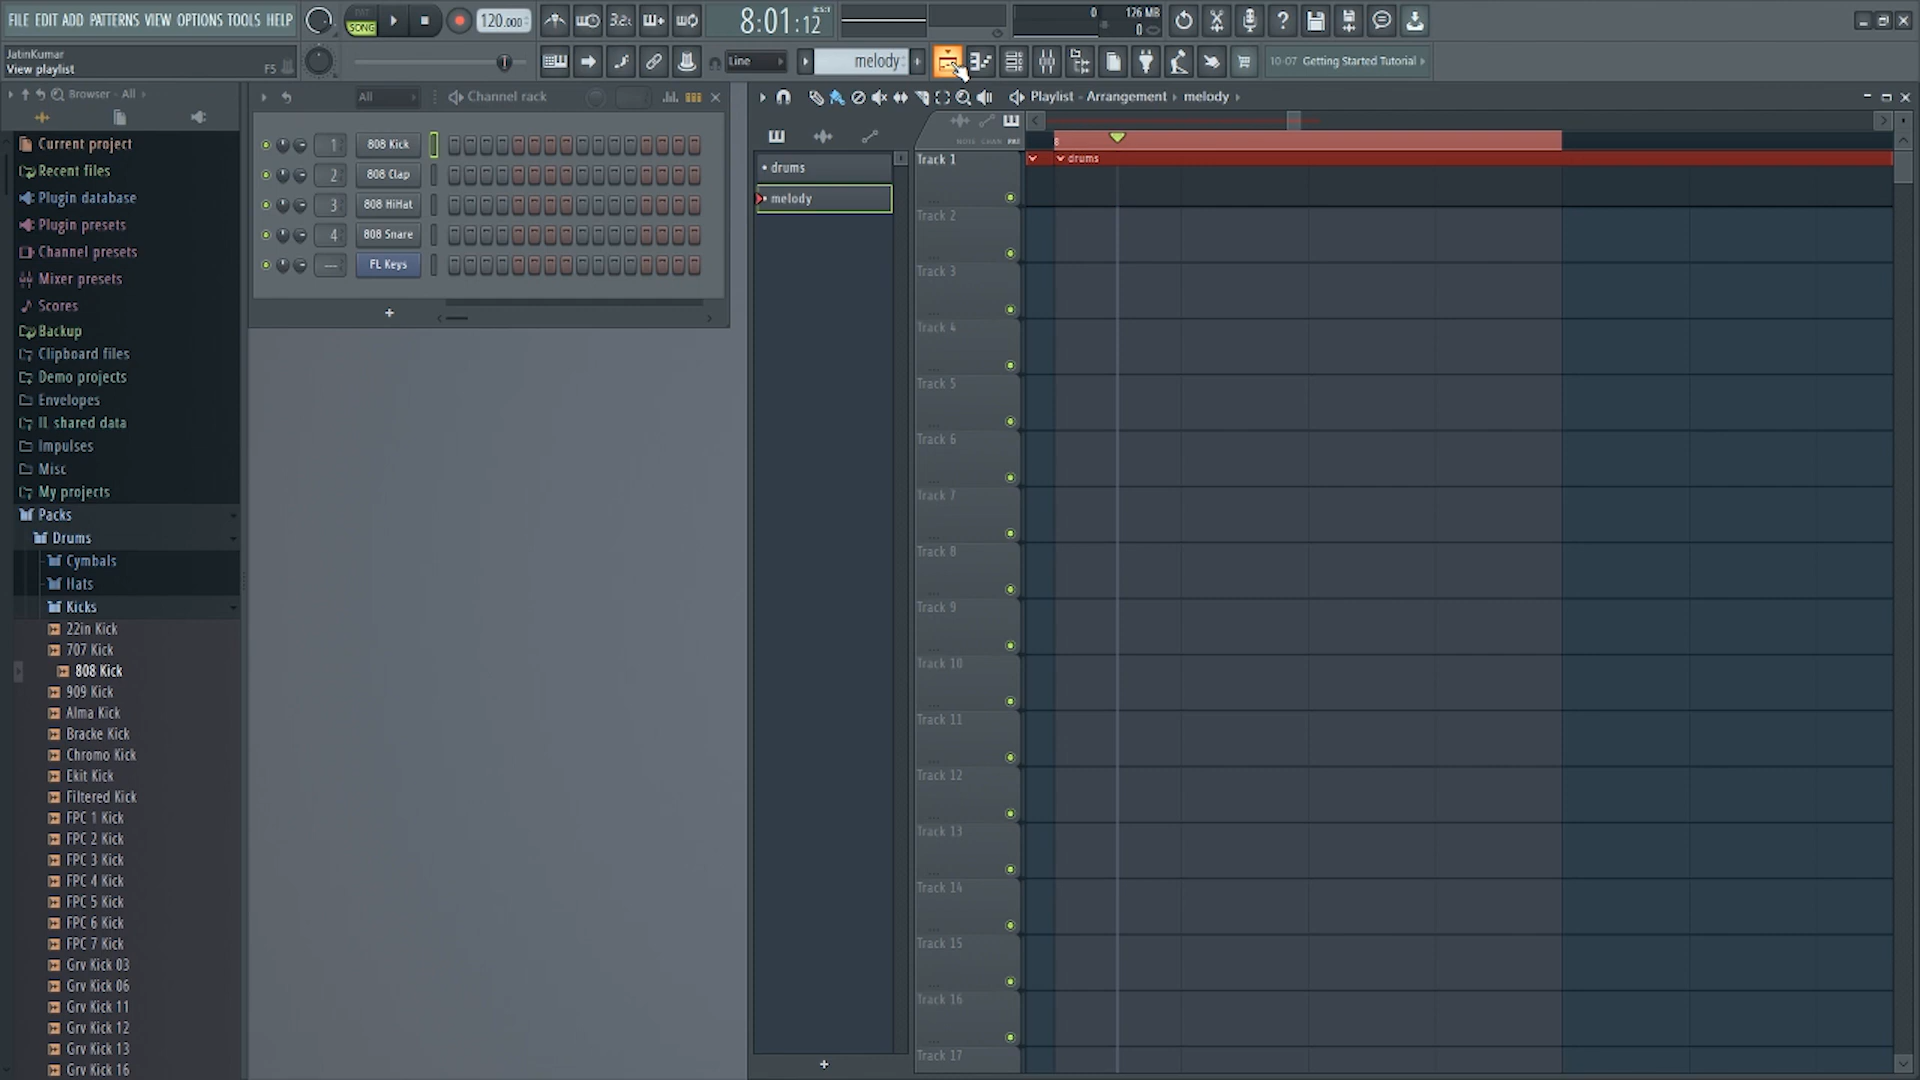 FILE EDIT ADD PATTERNS VIEW OPTIONS TOOLS HELP
PAT
SONG
120.000
3.2.
8:01:12
B:S:T
0
126 MB
0
JatinKumar
View playlist
F5
Line
melody
10-07 Getting Started Tutorial
Browser - All
Current project
Recent files
Plugin database
Plugin presets
Channel presets
Mixer presets
Scores
Backup
Clipboard files
Demo projects
Envelopes
IL shared data
Impulses
Misc
My projects
Packs
Drums
Cymbals
Hats
Kicks
22in Kick
707 Kick
808 Kick
909 Kick
Alma Kick
Bracke Kick
Chromo Kick
Ekit Kick
Filtered Kick
FPC 1 Kick
FPC 2 Kick
FPC 3 Kick
FPC 4 Kick
FPC 5 Kick
FPC 6 Kick
FPC 7 Kick
Grv Kick 03
Grv Kick 06
Grv Kick 11
Grv Kick 12
Grv Kick 13
Grv Kick 16
All
Channel rack
1 808 Kick
2 808 Clap
3 808 HiHat
4 808 Snare
--- FL Keys
+
Playlist - Arrangement melody
NOTE CHAN PAT
drums
melody
+
8
drums
Track 1
Track 2
Track 3
Track 4
Track 5
Track 6
Track 7
Track 8
Track 9
Track 10
Track 11
Track 12
Track 13
Track 14
Track 15
Track 16
Track 17